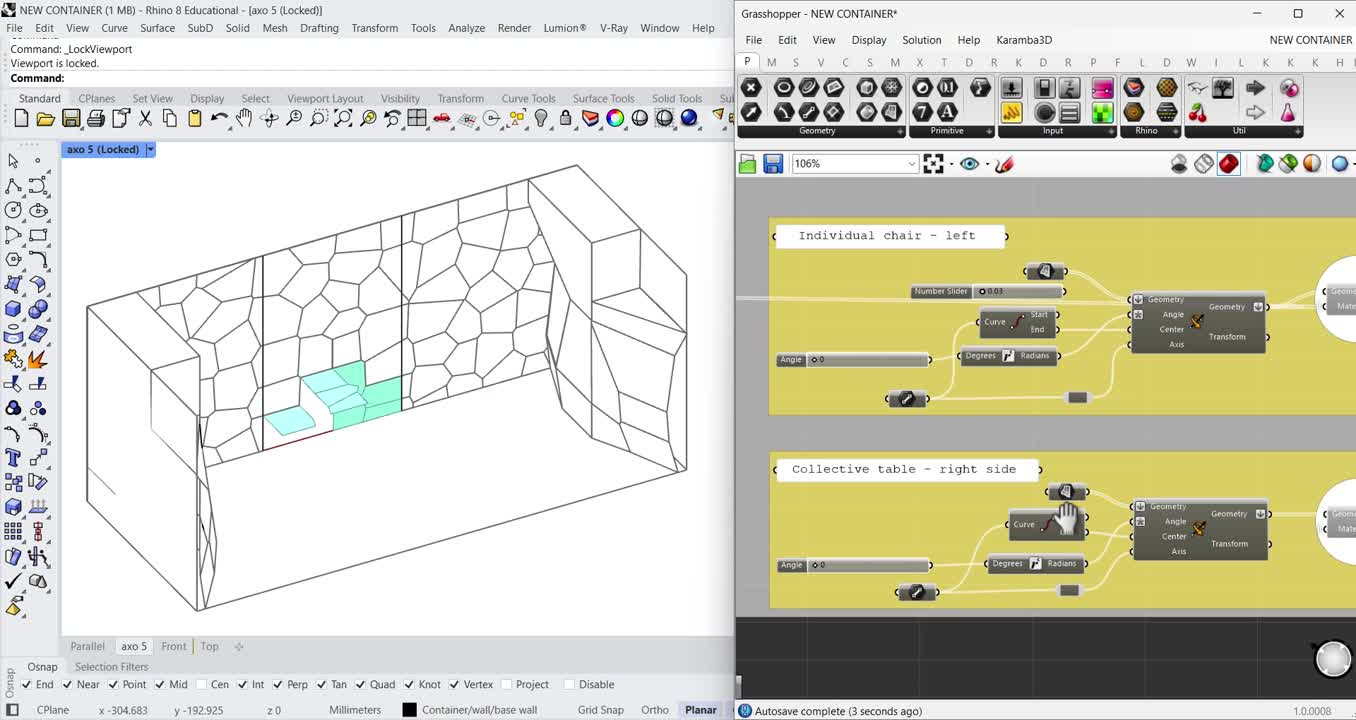 NEW CONTAINER (1 MB) - Rhino 8 Educational - [axo 5 (Locked)]
File Edit View Curve Surface SubD Solid Mesh Drafting Transform Tools Analyze Render Lumion® V-Ray Window Help
Command: _LockViewport
Viewport is locked.
Command:
Standard CPlanes Set View Display Select Viewport Layout Visibility Transform Curve Tools Surface Tools Solid Tools Su
axo 5 (Locked)
Parallel axo 5 Front Top
Osnap Selection Filters
Osnap
End Near Point Mid Cen Int Perp Tan Quad Knot Vertex Project Disable
CPlane x -304.683 y -192.925 z 0 Millimeters Container/wall/base wall Grid Snap Ortho Planar
Grasshopper - NEW CONTAINER*
File Edit View Display Solution Help Karamba3D NEW CONTAINER
P M S V C S M T D R D F R P E B L K K K H
Geometry Primitive Input Rhino Util
106%
Individual chair - left
Number Slider 0.03
Curve Start
End
Angle 0
Degrees Radians
Geometry
Angle
Center
Axis
Geometry
Transform
Geome
Mate
Collective table - right side
Curve
Angle 0
Degrees Radians
Geometry
Angle
Center
Axis
Geometry
Transform
Geome
Mate
Autosave complete (3 seconds ago)
1.0.0008